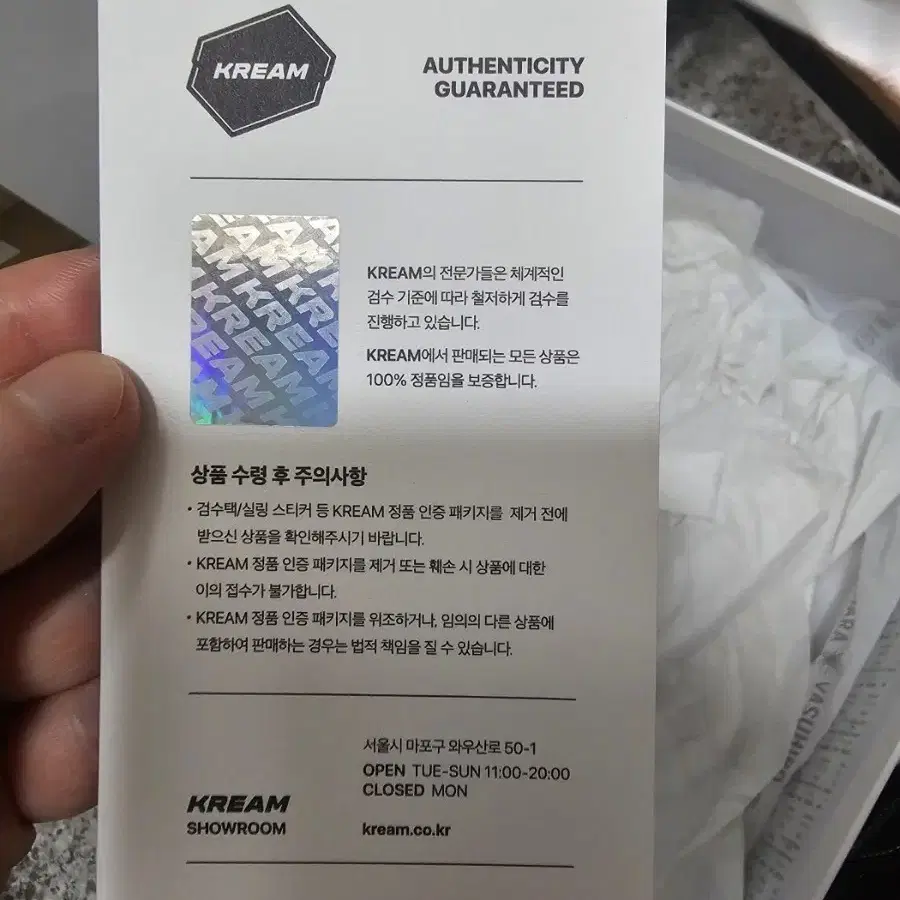 KREAM
AUTHENTICITY
GUARANTEED
KREAM의 전문가들은 체계적인
검수 기준에 따라 철저하게 검수를
진행하고 있습니다.
KREAM에서 판매되는 모든 상품은
100% 정품임을 보증합니다.
상품 수령 후 주의사항
• 검수택/실링 스티커 등 KREAM 정품 인증 패키지를 제거 전에
받으신 상품을 확인해주시기 바랍니다.
• KREAM 정품 인증 패키지를 제거 또는 훼손 시 상품에 대한
이의 접수가 불가합니다.
• KREAM 정품 인증 패키지를 위조하거나, 임의의 다른 상품에
포함하여 판매하는 경우는 법적 책임을 질 수 있습니다.
서울시 마포구 와우산로 50-1
OPEN TUE-SUN 11:00-20:00
CLOSED MON
KREAM
SHOWROOM
kream.co.kr